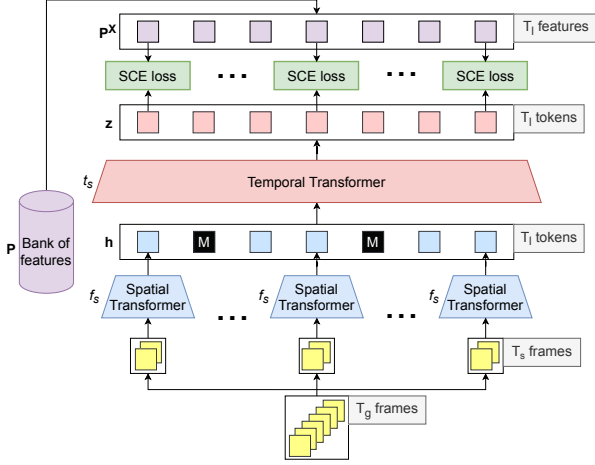 Pˣ
T_l features
SCE loss
...
SCE loss
...
SCE loss
z
T_l tokens
t_s
Temporal Transformer
P
Bank of
features
h
M
M
T_l tokens
f_s
Spatial
Transformer
...
f_s
Spatial
Transformer
...
f_s
Spatial
Transformer
T_s frames
T_g frames